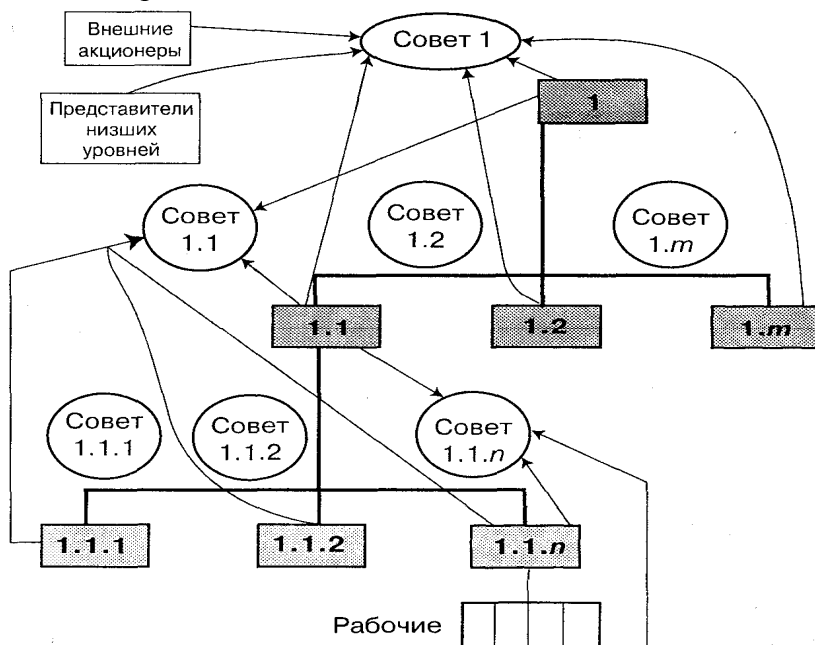 Внешние
акционеры
Совет 1
Представители
низших
уровней
1
Совет
1.1
Совет
1.2
Совет
1.m
1.1
1.2
1.m
Совет
1.1.1
Совет
1.1.2
Совет
1.1.n
1.1.1
1.1.2
1.1.n
Рабочие